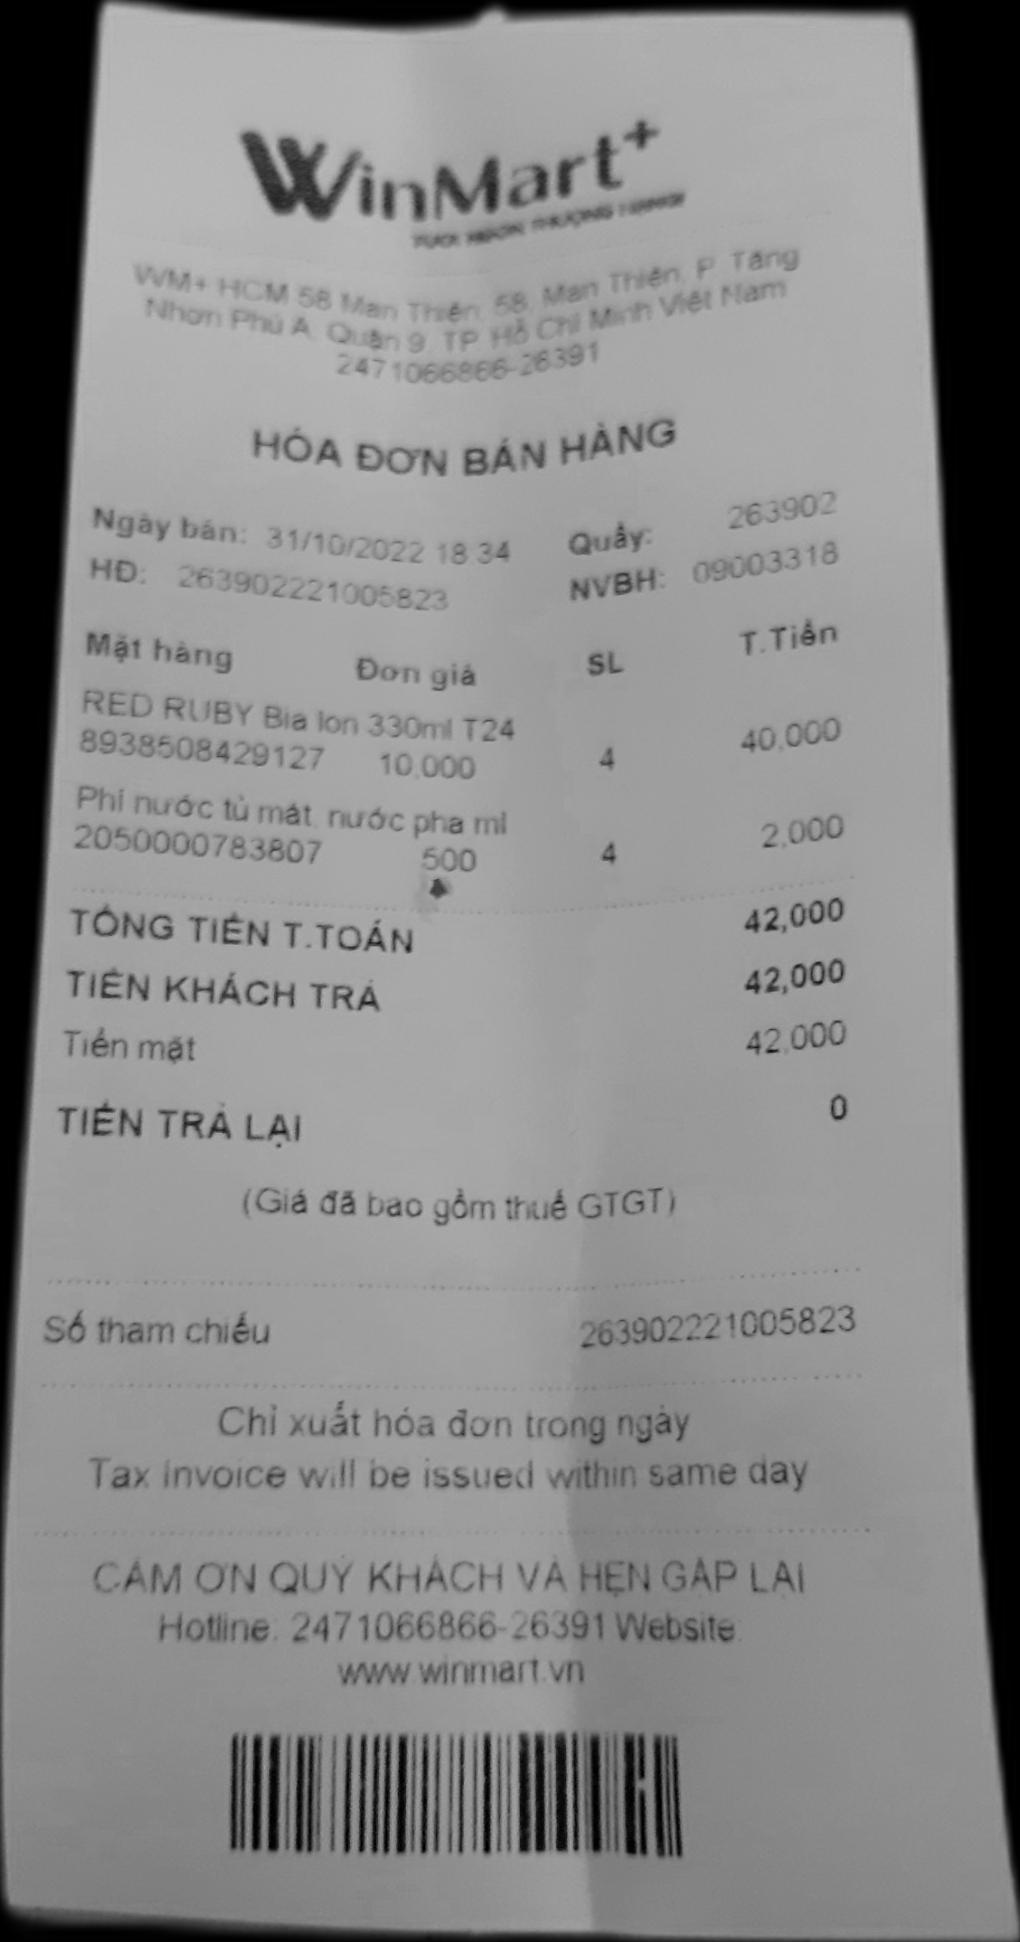 WinMart+
WM+ HCM 58 Man Thiện, 58, Man Thiện, P. Tăng
Nhơn Phú A, Quận 9, TP. Hồ Chí Minh Việt Nam
2471066866-26391
HÓA ĐƠN BÁN HÀNG
Ngày bán: 31/10/2022 18:34 Quầy: 263902
HĐ: 263902221005823 NVBH: 09003318
Mặt hàng Đơn giá SL T.Tiền
RED RUBY Bia lon 330ml T24
8938508429127 10,000 4 40,000
Phí nước tủ mát, nước pha mì
2050000783807 500 4 2,000
TỔNG TIỀN T.TOÁN 42,000
TIỀN KHÁCH TRẢ 42,000
Tiền mặt 42,000
TIỀN TRẢ LẠI 0
(Giá đã bao gồm thuế GTGT)
Số tham chiếu 263902221005823
Chỉ xuất hóa đơn trong ngày
Tax invoice will be issued within same day
CẢM ƠN QUÝ KHÁCH VÀ HẸN GẶP LẠI
Hotline: 2471066866-26391 Website:
www.winmart.vn